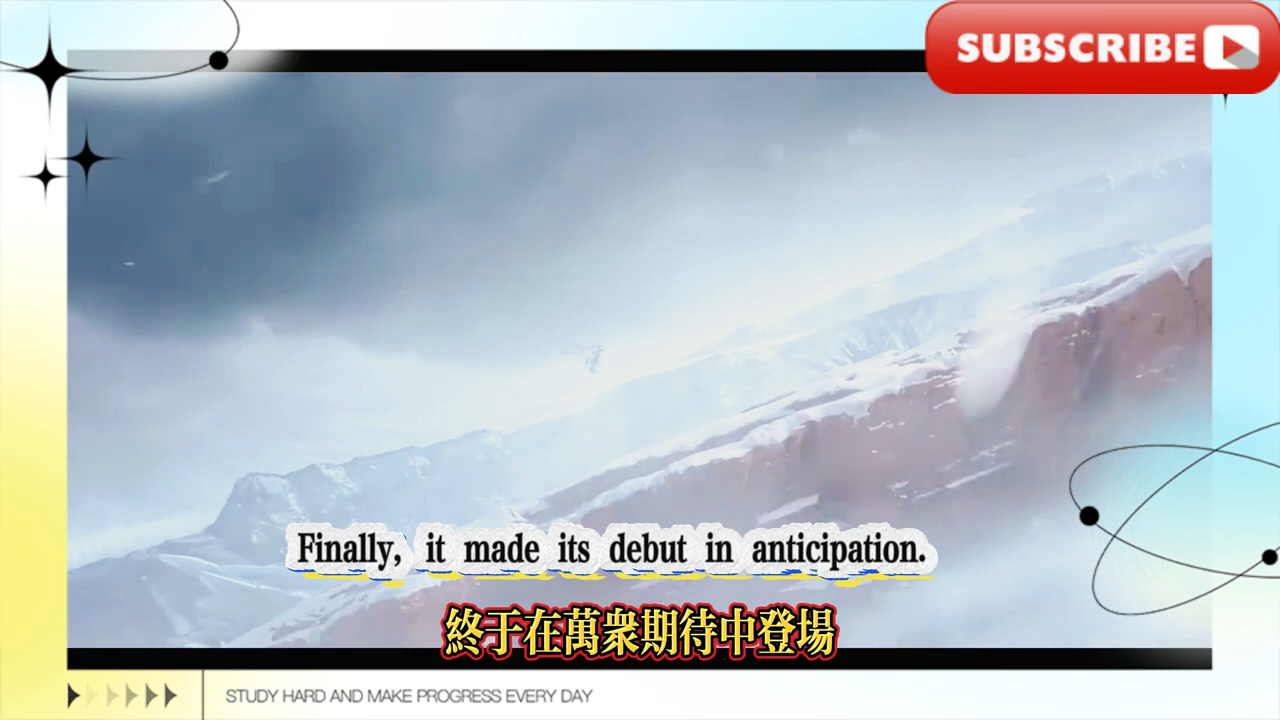 SUBSCRIBE
Finally, it made its debut in anticipation.
終于在萬衆期待中登場
STUDY HARD AND MAKE PROGRESS EVERY DAY